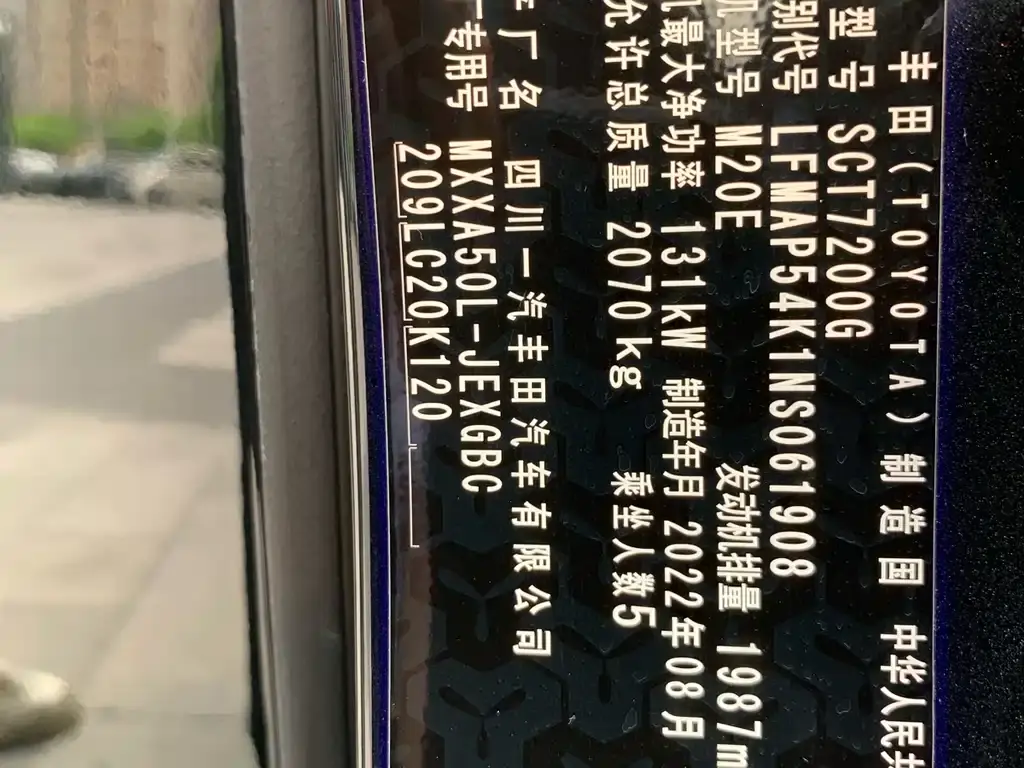 丰田(TOYOTA) 制造国 中华人民共
型号 SCT7200G
别代号 LFMAP54K1NS061908
机型号 M20E 发动机排量 1987m
最大净功率 131kW 制造年月 2022年08月
允许总质量 2070kg 乘坐人数5
厂名 四川一汽丰田汽车有限公司
专用号 MXXA50L-JEXGBC
209LC20K120